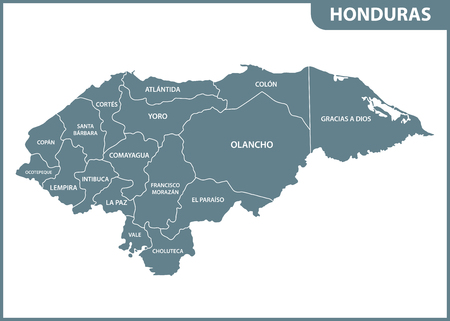 HONDURAS
ATLÁNTIDA
COLÓN
CORTÉS
YORO
GRACIAS A DIOS
SANTA
BÁRBARA
COPÁN
OLANCHO
COMAYAGUA
OCOTEPEQUE
INTIBUCA
LEMPIRA
FRANCISCO
MORAZÁN
LA PAZ
EL PARAÍSO
VALE
CHOLUTECA